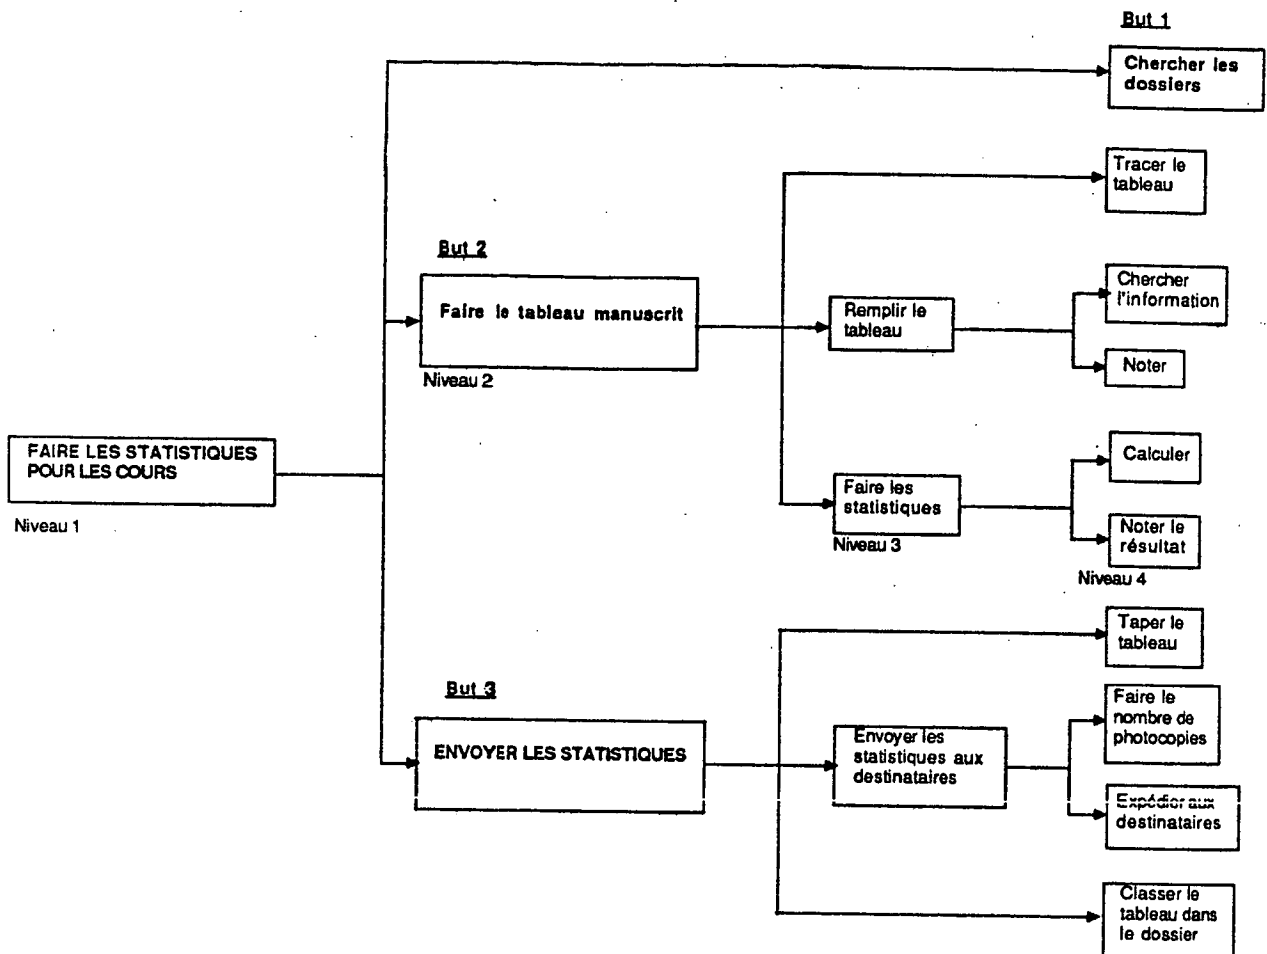 But 1
Chercher les
dossiers
Tracer le
tableau
But 2
Faire le tableau manuscrit
Niveau 2
Remplir le
tableau
Chercher
l'information
Noter
FAIRE LES STATISTIQUES
POUR LES COURS
Niveau 1
Faire les
statistiques
Niveau 3
Calculer
Noter le
résultat
Niveau 4
Taper le
tableau
But 3
ENVOYER LES STATISTIQUES
Envoyer les
statistiques aux
destinataires
Faire le
nombre de
photocopies
Expédier aux
destinataires
Classer le
tableau dans
le dossier